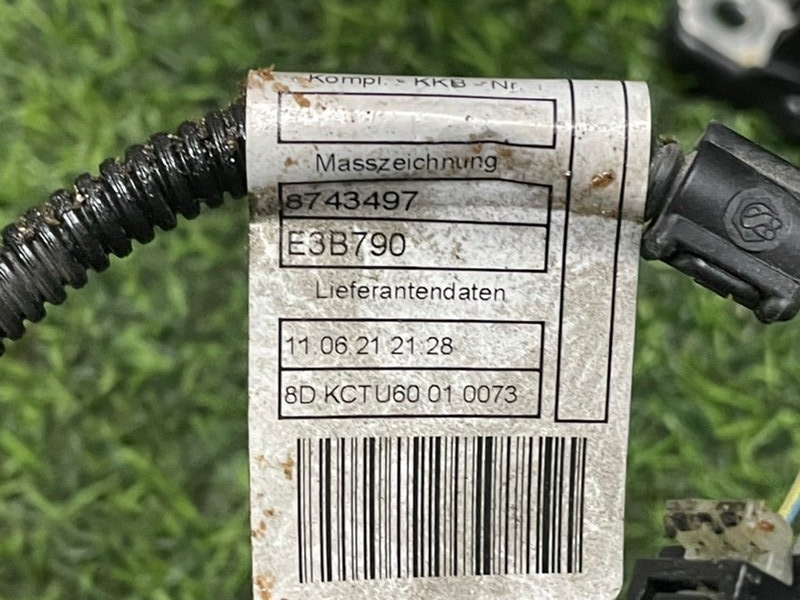 Kompl. - KKB - Nr.
Masszeichnung
8743497
E3B790
Lieferantendaten
11.06.21 21:28
8D KCTU60 01 0073